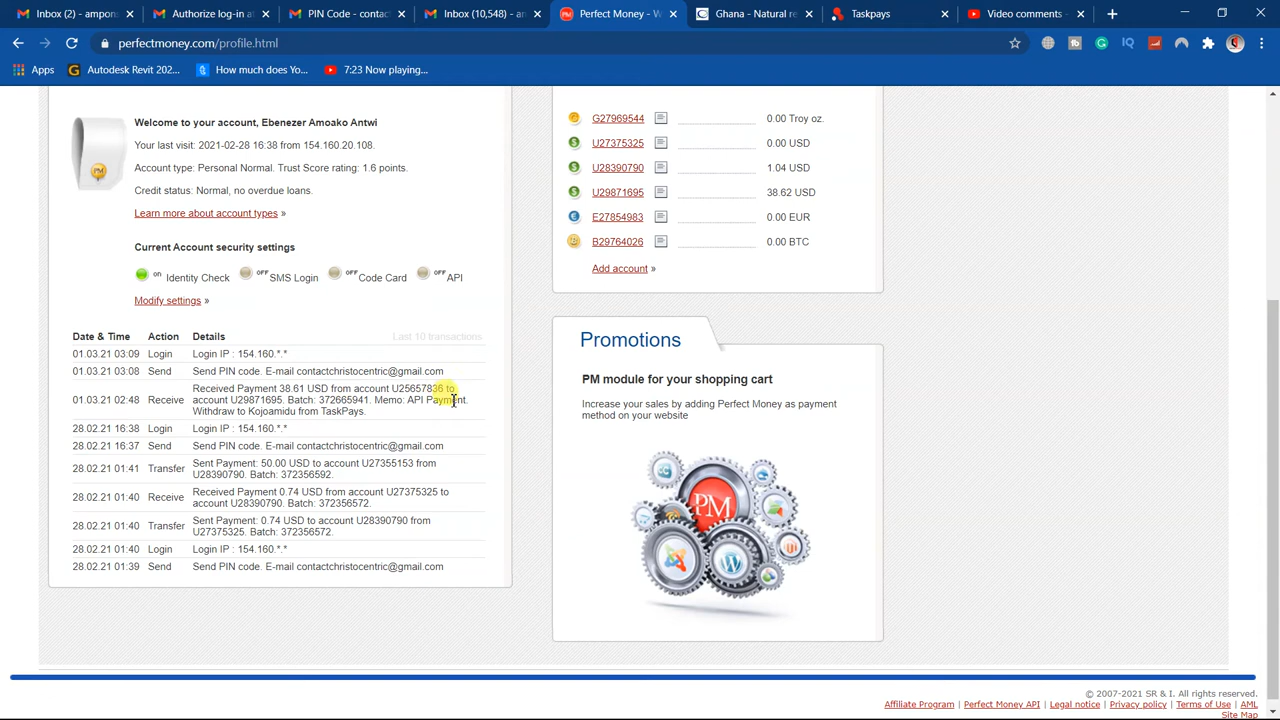 Inbox (2) - ampons
Authorize log-in at
PIN Code - contac
Inbox (10,548) - an
Perfect Money - W
Ghana - Natural re
Taskpays
Video comments -
perfectmoney.com/profile.html
Apps
Autodesk Revit 202...
How much does Yo...
7:23 Now playing...
Welcome to your account, Ebenezer Amoako Antwi
Your last visit: 2021-02-28 16:38 from 154.160.20.108.
Account type: Personal Normal. Trust Score rating: 1.6 points.
Credit status: Normal, no overdue loans.
Learn more about account types »
Current Account security settings
ON Identity Check OFF SMS Login OFF Code Card OFF API
Modify settings »
Date & Time Action Details Last 10 transactions
01.03.21 03:09 Login Login IP : 154.160.*.*
01.03.21 03:08 Send Send PIN code. E-mail contactchristocentric@gmail.com
01.03.21 02:48 Receive Received Payment 38.61 USD from account U25657836 to
account U29871695. Batch: 372665941. Memo: API Payment.
Withdraw to Kojoamidu from TaskPays.
28.02.21 16:38 Login Login IP : 154.160.*.*
28.02.21 16:37 Send Send PIN code. E-mail contactchristocentric@gmail.com
28.02.21 01:41 Transfer Sent Payment: 50.00 USD to account U27355153 from
U28390790. Batch: 372356592.
28.02.21 01:40 Receive Received Payment 0.74 USD from account U27375325 to
account U28390790. Batch: 372356572.
28.02.21 01:40 Transfer Sent Payment: 0.74 USD to account U28390790 from
U27375325. Batch: 372356572.
28.02.21 01:40 Login Login IP : 154.160.*.*
28.02.21 01:39 Send Send PIN code. E-mail contactchristocentric@gmail.com
G27969544 0.00 Troy oz.
U27375325 0.00 USD
U28390790 1.04 USD
U29871695 38.62 USD
E27854983 0.00 EUR
B29764026 0.00 BTC
Add account »
Promotions
PM module for your shopping cart
Increase your sales by adding Perfect Money as payment
method on your website
PM
© 2007-2021 SR & I. All rights reserved.
Affiliate Program | Perfect Money API | Legal notice | Privacy policy | Terms of Use | AML
Site Map